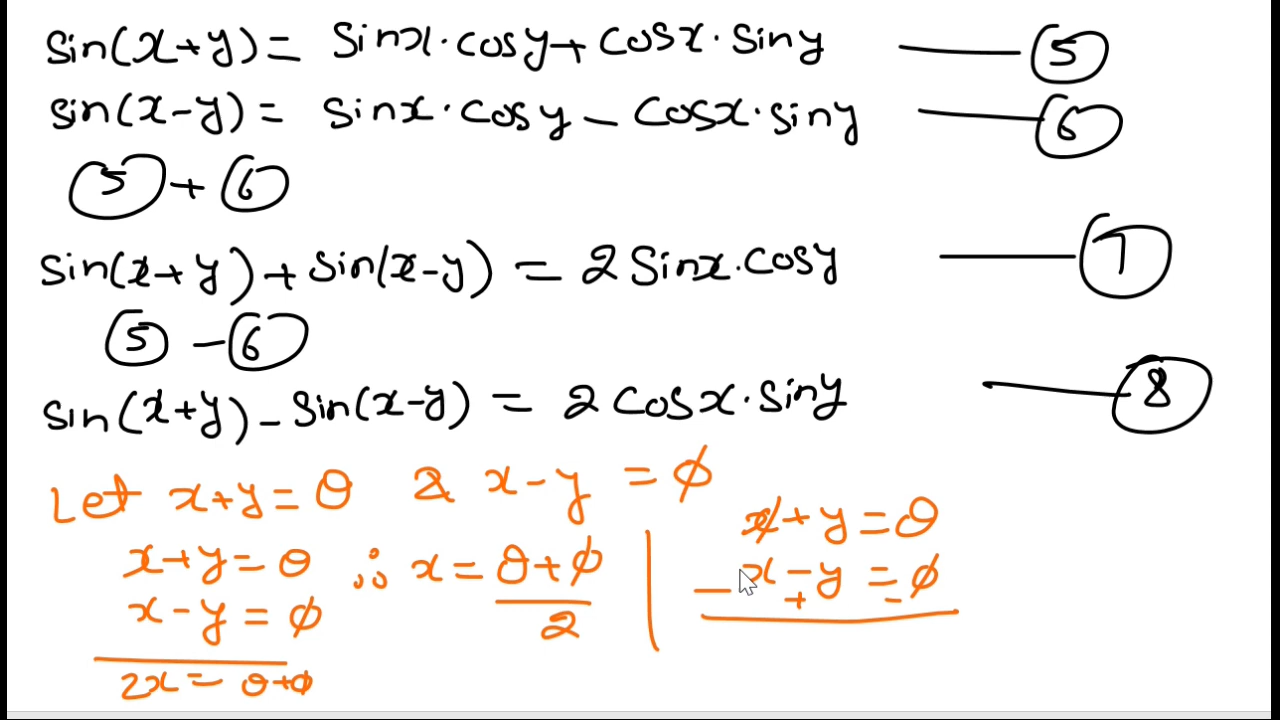 sin(x+y) = sinx·cosy + cosx·siny —— 5
sin(x-y) = sinx·cosy - cosx·siny —— 6
5 + 6
sin(x+y) + sin(x-y) = 2 sinx·cosy —— 7
5 - 6
sin(x+y) - sin(x-y) = 2 cosx·siny —— 8
Let x+y = θ & x-y = ϕ
x+y = θ
x-y = ϕ
2x = θ+ϕ
∴ x = θ+ϕ
2
x + y = θ
x - y = ϕ
- + -